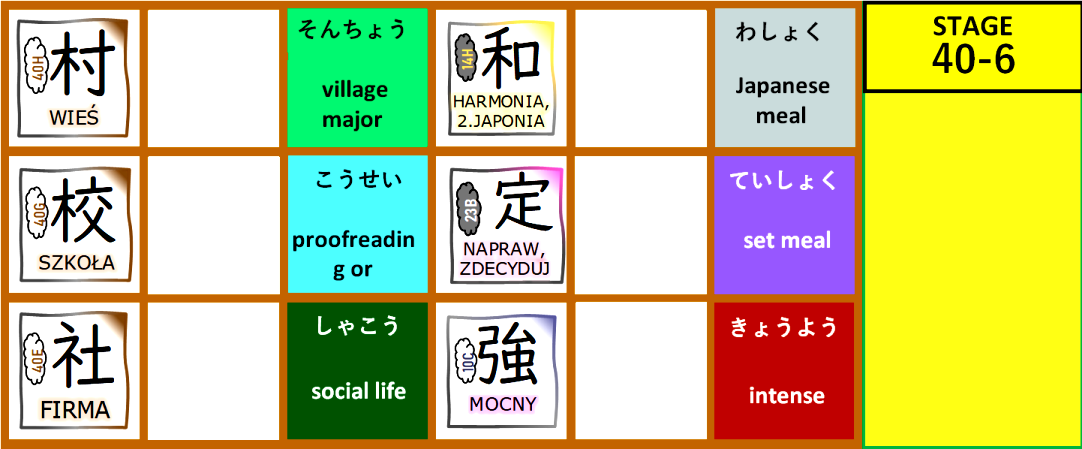 40H
村
WIEŚ
そんちょう
village
major
14H
和
HARMONIA,
2.JAPONIA
わしょく
Japanese
meal
STAGE
40-6
40G
校
SZKOŁA
こうせい
proofreadin
g or
23B
定
NAPRAW,
ZDECYDUJ
ていしょく
set meal
40E
社
FIRMA
しゃこう
social life
10C
強
MOCNY
きょうよう
intense